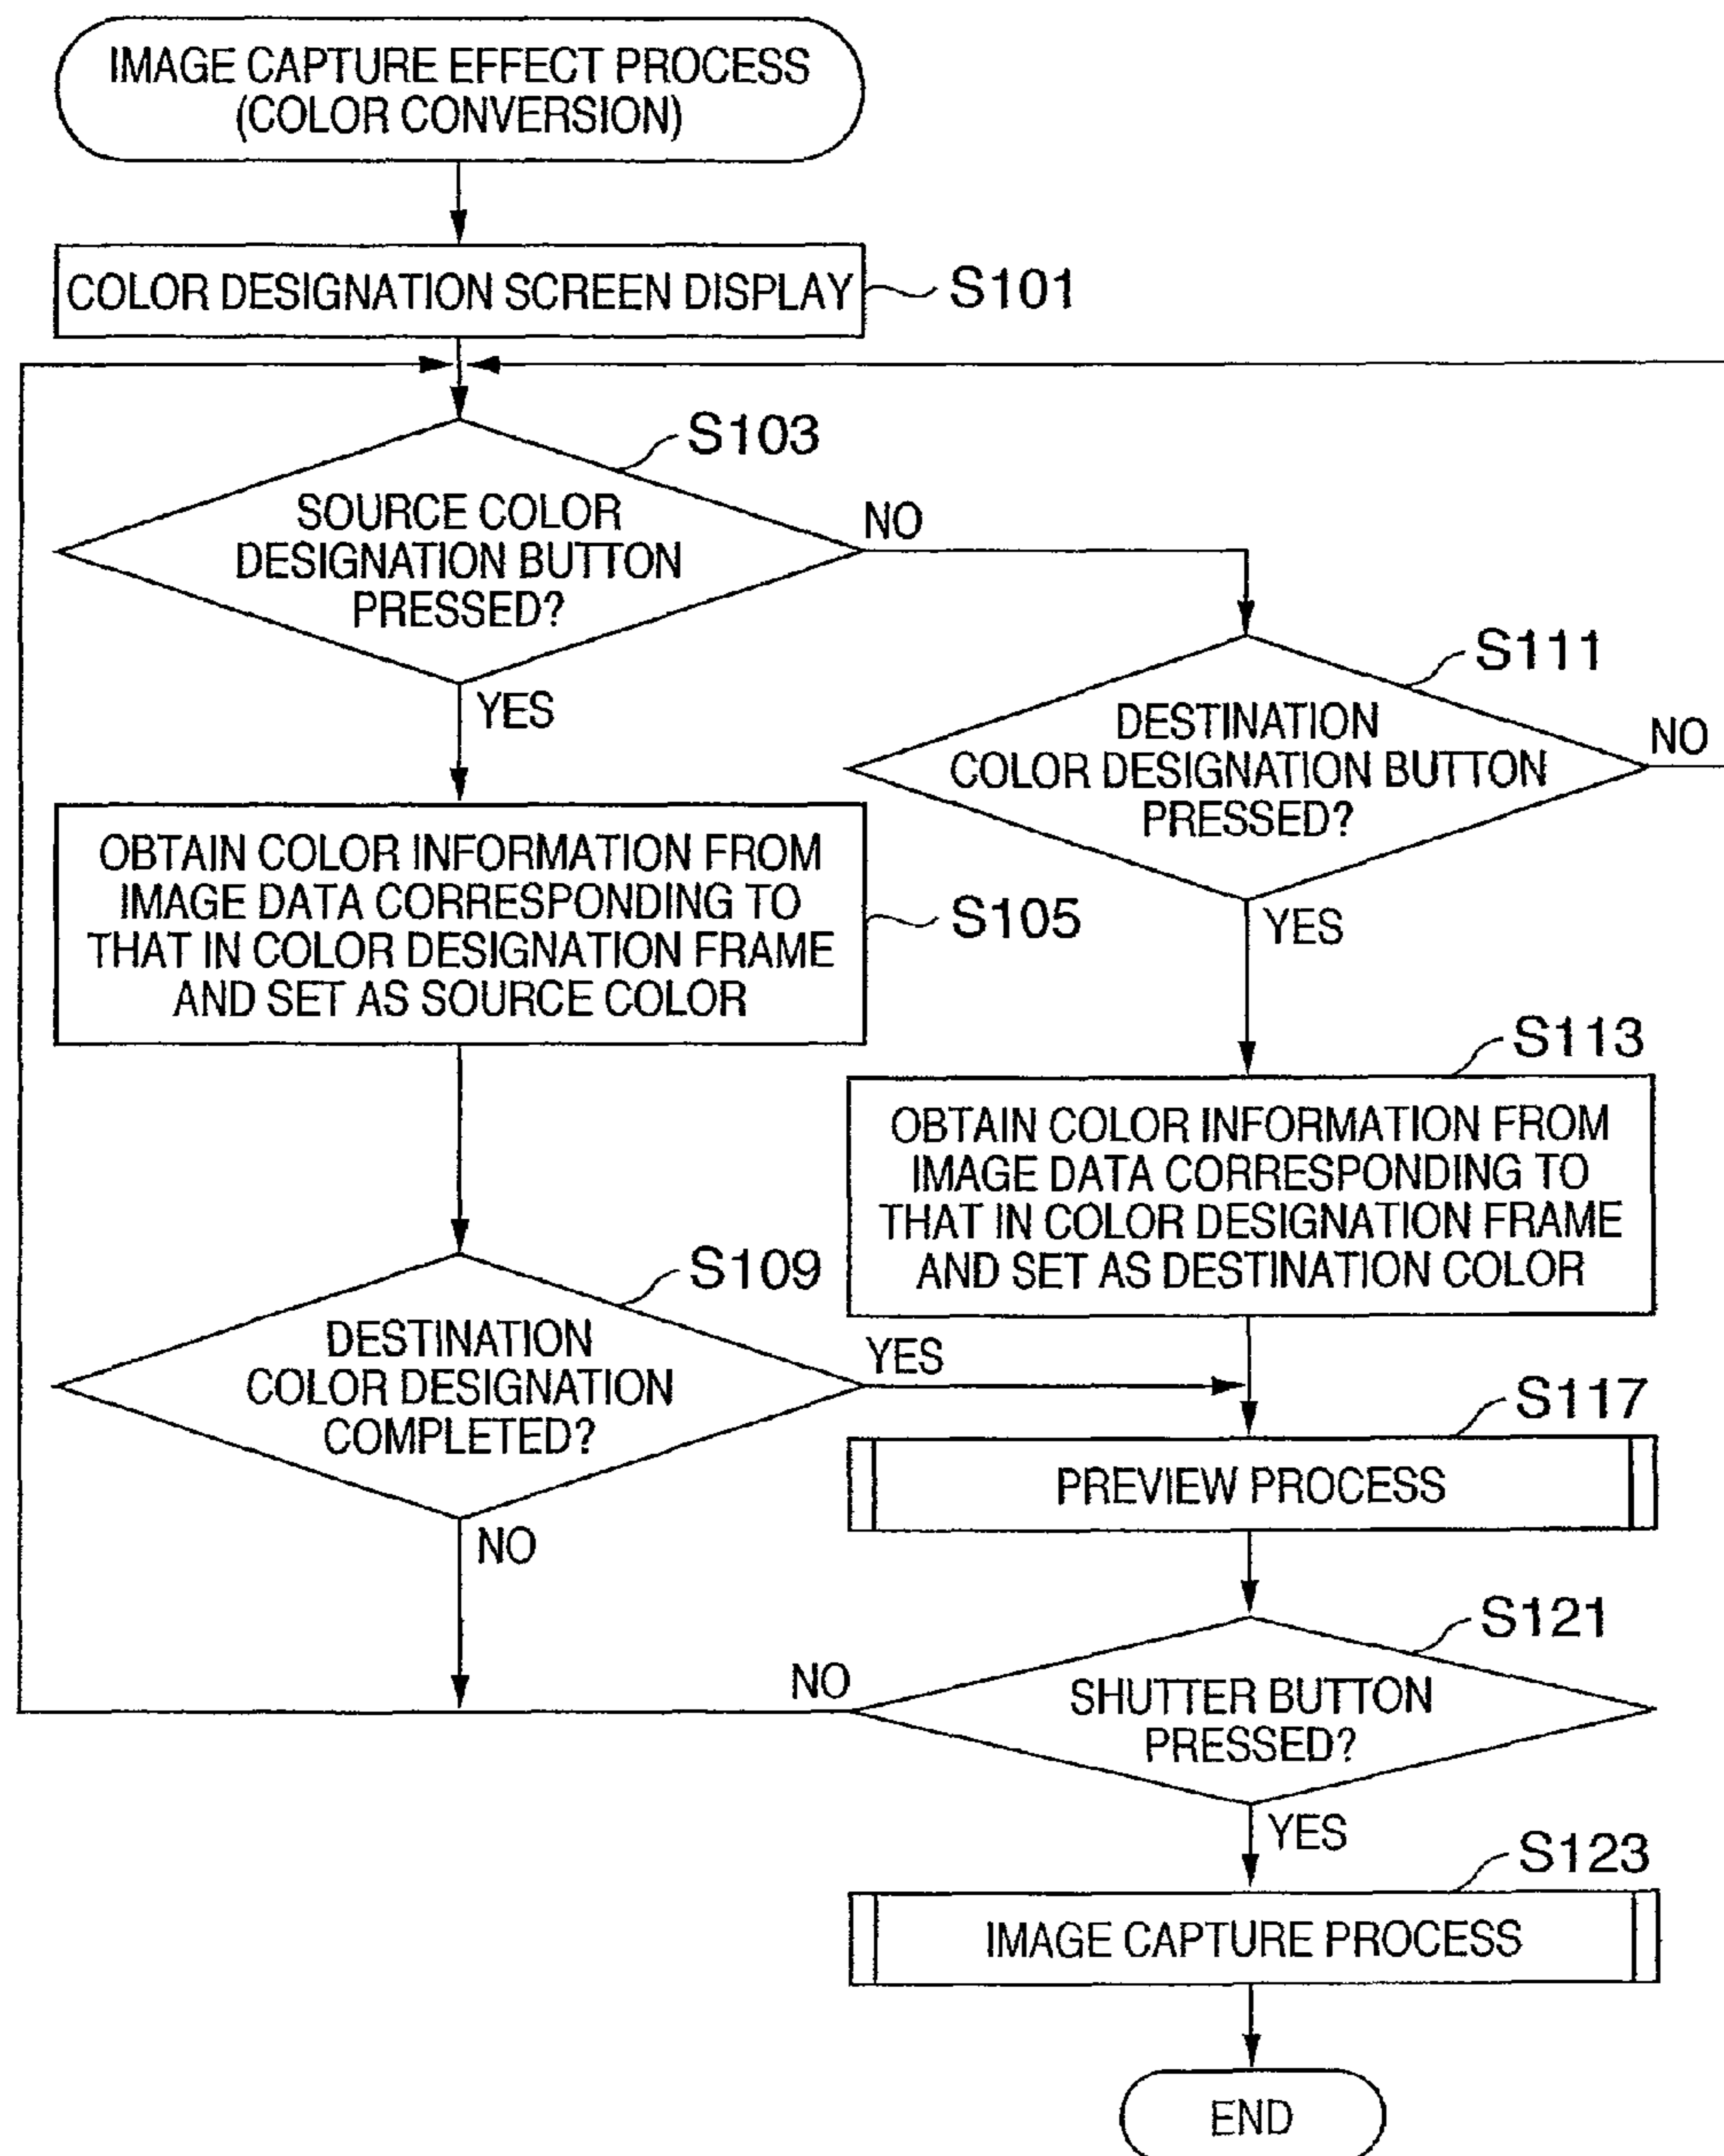 IMAGE CAPTURE EFFECT PROCESS
(COLOR CONVERSION)
COLOR DESIGNATION SCREEN DISPLAY
S101
S103
SOURCE COLOR
DESIGNATION BUTTON
PRESSED?
NO
YES
S111
DESTINATION
COLOR DESIGNATION BUTTON
PRESSED?
NO
YES
OBTAIN COLOR INFORMATION FROM
IMAGE DATA CORRESPONDING TO
THAT IN COLOR DESIGNATION FRAME
AND SET AS SOURCE COLOR
S105
S113
OBTAIN COLOR INFORMATION FROM
IMAGE DATA CORRESPONDING TO
THAT IN COLOR DESIGNATION FRAME
AND SET AS DESTINATION COLOR
S109
DESTINATION
COLOR DESIGNATION
COMPLETED?
YES
NO
S117
PREVIEW PROCESS
S121
SHUTTER BUTTON
PRESSED?
NO
YES
S123
IMAGE CAPTURE PROCESS
END